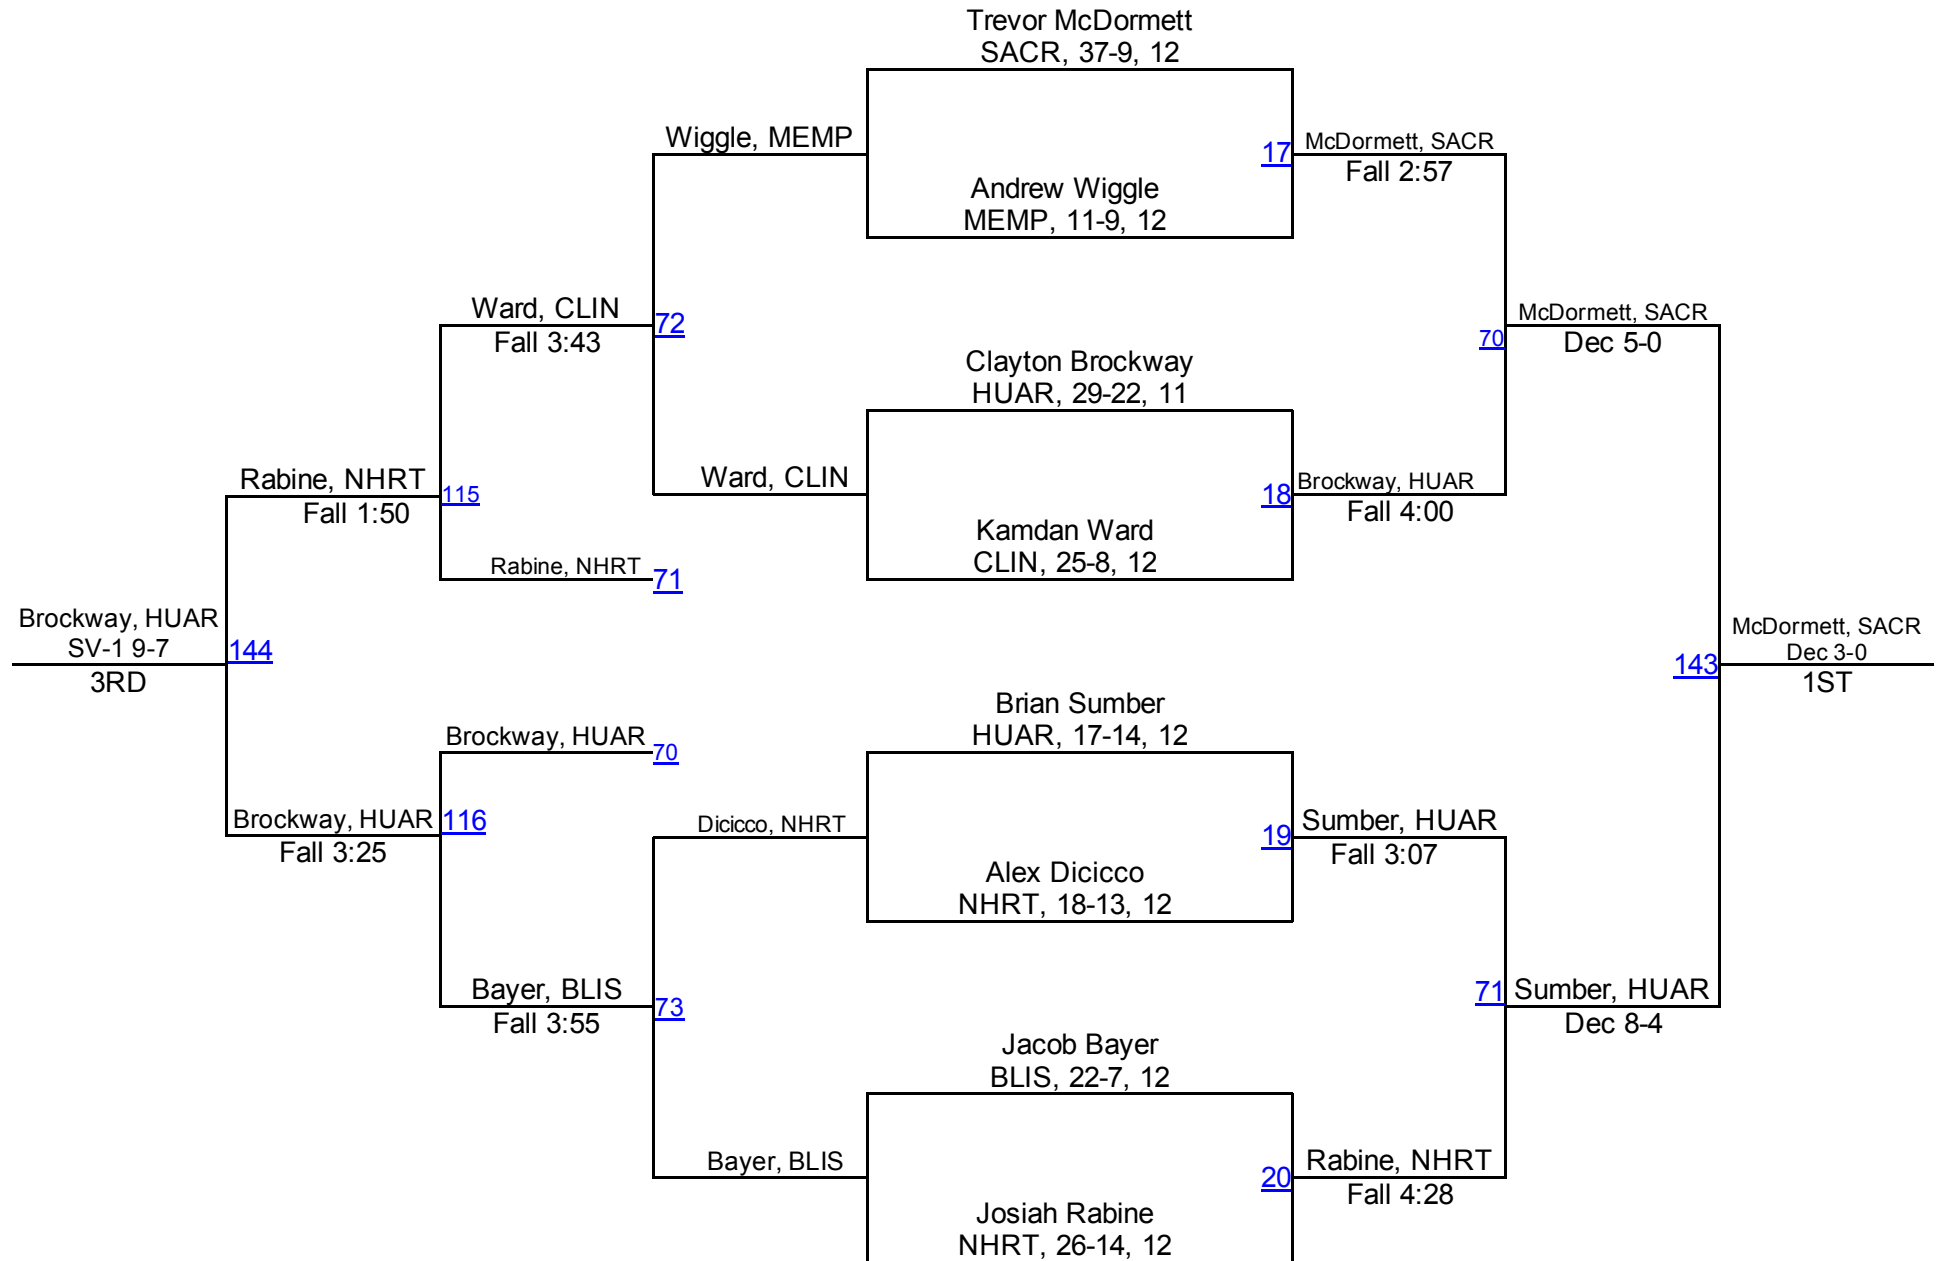 Trevor McDormett
SACR, 37-9, 12
Wiggle, MEMP
17
McDormett, SACR
Fall 2:57
Andrew Wiggle
MEMP, 11-9, 12
Ward, CLIN
Fall 3:43
72
70
McDormett, SACR
Dec 5-0
Clayton Brockway
HUAR, 29-22, 11
Rabine, NHRT
Fall 1:50
115
Ward, CLIN
18
Brockway, HUAR
Fall 4:00
Kamdan Ward
CLIN, 25-8, 12
Rabine, NHRT
71
Brockway, HUAR
SV-1 9-7
3RD
144
143
McDormett, SACR
Dec 3-0
1ST
Brian Sumber
HUAR, 17-14, 12
Brockway, HUAR
70
Brockway, HUAR
Fall 3:25
116
Dicicco, NHRT
19
Sumber, HUAR
Fall 3:07
Alex Dicicco
NHRT, 18-13, 12
Bayer, BLIS
Fall 3:55
73
71
Sumber, HUAR
Dec 8-4
Jacob Bayer
BLIS, 22-7, 12
Bayer, BLIS
20
Rabine, NHRT
Fall 4:28
Josiah Rabine
NHRT, 26-14, 12